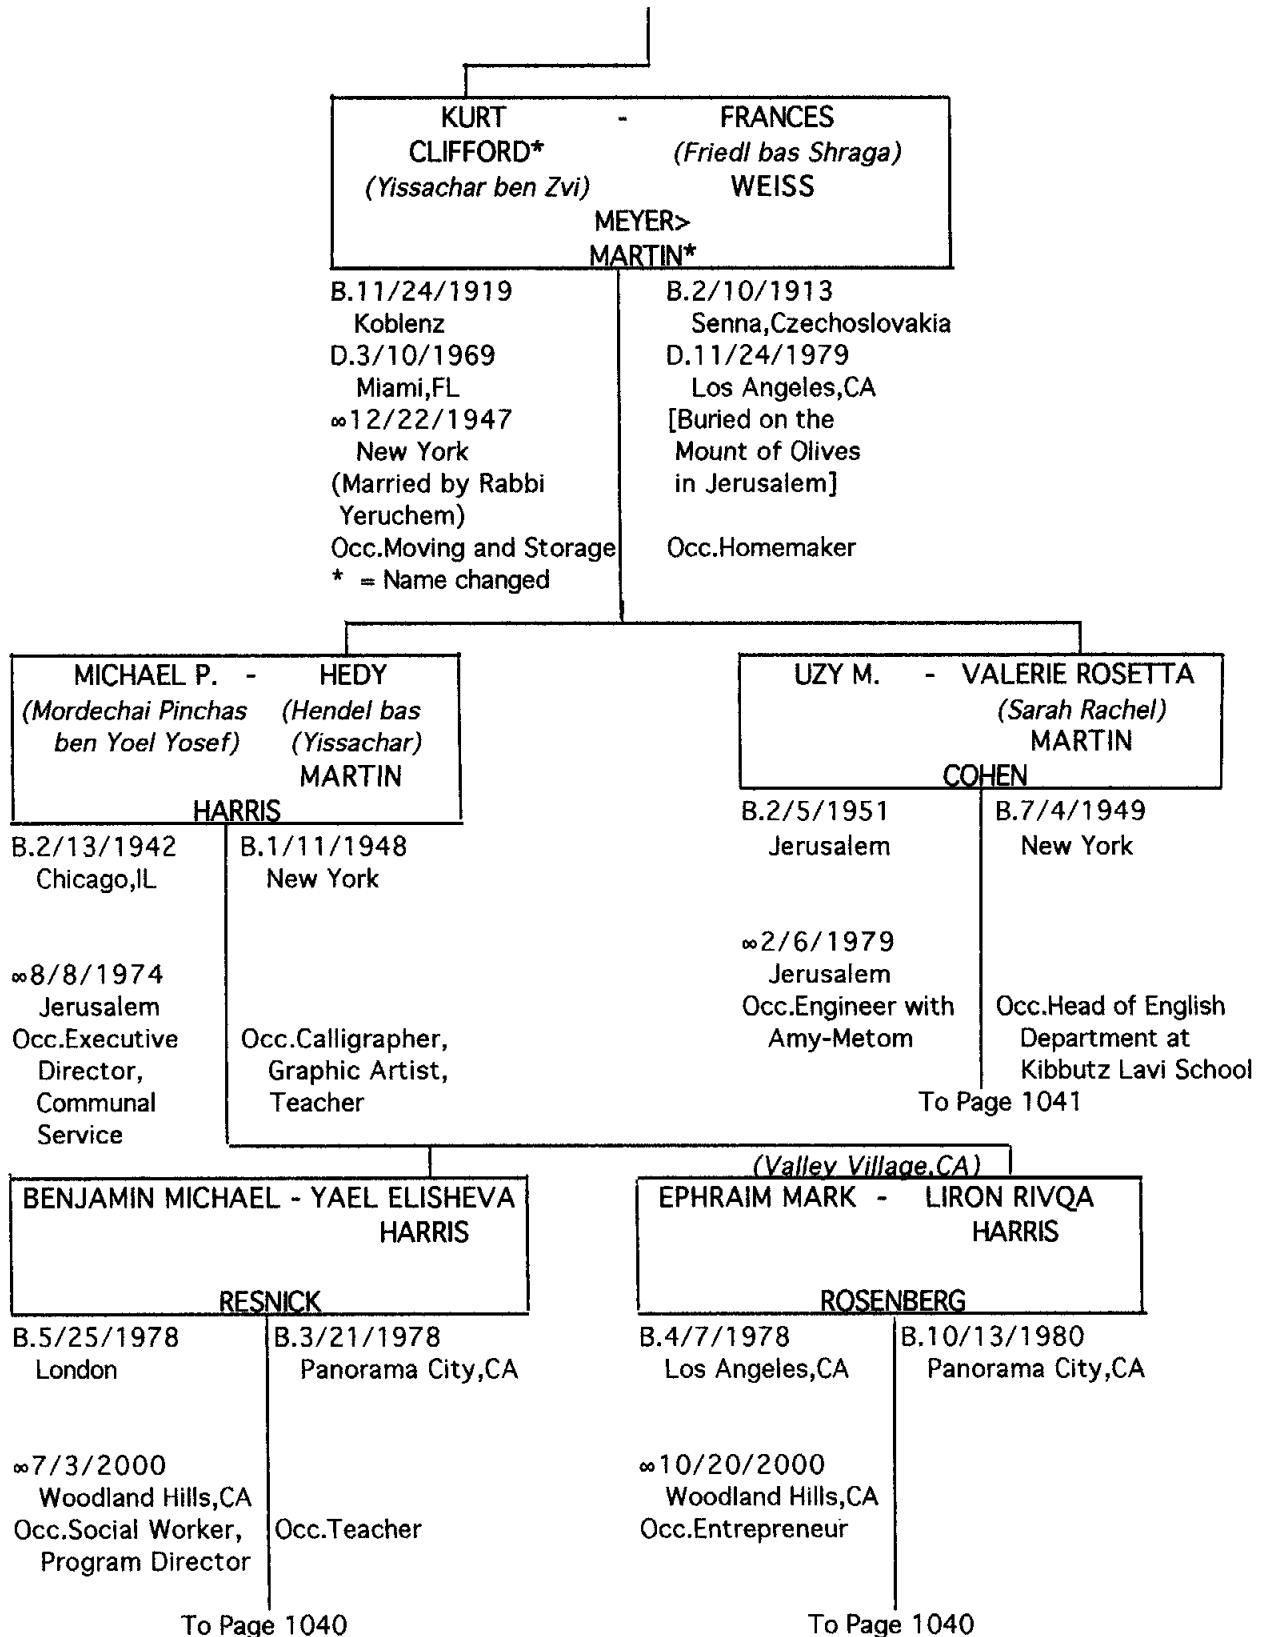 KURT - FRANCES
CLIFFORD* (Friedl bas Shraga)
(Yissachar ben Zvi) WEISS
MEYER>
MARTIN*
B.11/24/1919
Koblenz
D.3/10/1969
Miami,FL
∞12/22/1947
New York
(Married by Rabbi
Yeruchem)
Occ.Moving and Storage
* = Name changed
B.2/10/1913
Senna,Czechoslovakia
D.11/24/1979
Los Angeles,CA
[Buried on the
Mount of Olives
in Jerusalem]
Occ.Homemaker
MICHAEL P. - HEDY
(Mordechai Pinchas (Hendel bas
ben Yoel Yosef) (Yissachar)
MARTIN
HARRIS
B.2/13/1942
Chicago,IL
∞8/8/1974
Jerusalem
Occ.Executive
Director,
Communal
Service
B.1/11/1948
New York
Occ.Calligrapher,
Graphic Artist,
Teacher
UZY M. - VALERIE ROSETTA
(Sarah Rachel)
MARTIN
COHEN
B.2/5/1951
Jerusalem
∞2/6/1979
Jerusalem
Occ.Engineer with
Amy-Metom
B.7/4/1949
New York
Occ.Head of English
Department at
Kibbutz Lavi School
To Page 1041
BENJAMIN MICHAEL - YAEL ELISHEVA
HARRIS
RESNICK
B.5/25/1978
London
∞7/3/2000
Woodland Hills,CA
Occ.Social Worker,
Program Director
B.3/21/1978
Panorama City,CA
Occ.Teacher
To Page 1040
(Valley Village,CA)
EPHRAIM MARK - LIRON RIVQA
HARRIS
ROSENBERG
B.4/7/1978
Los Angeles,CA
∞10/20/2000
Woodland Hills,CA
Occ.Entrepreneur
B.10/13/1980
Panorama City,CA
To Page 1040